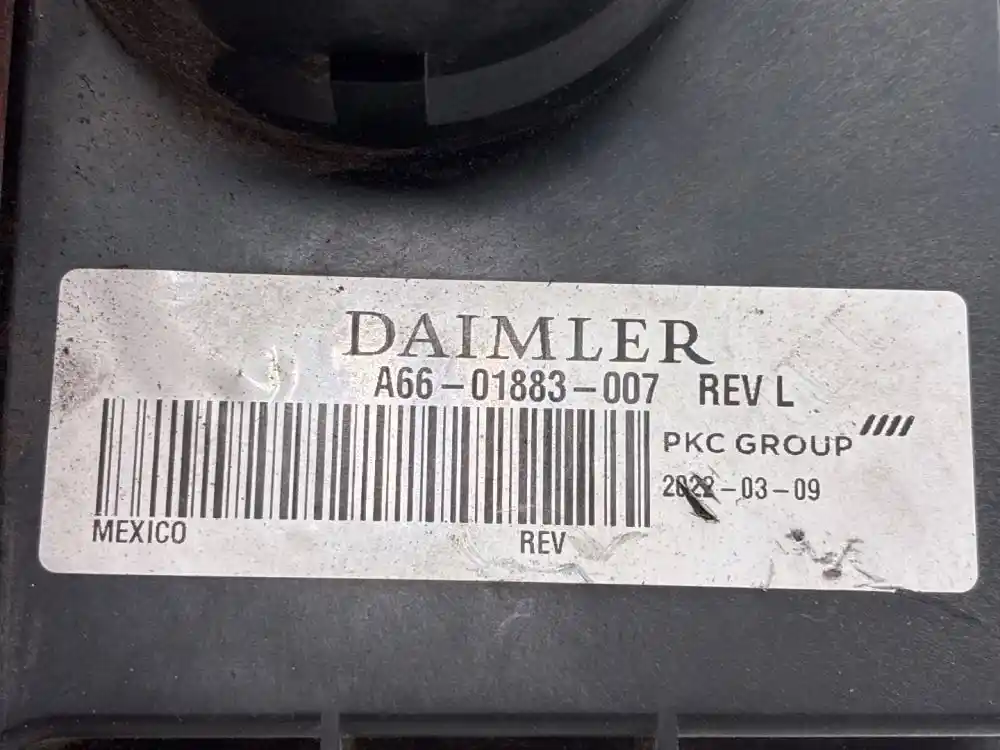 DAIMLER
A66-01883-007 REV L
PKC GROUP
2022-03-09
MEXICO REV